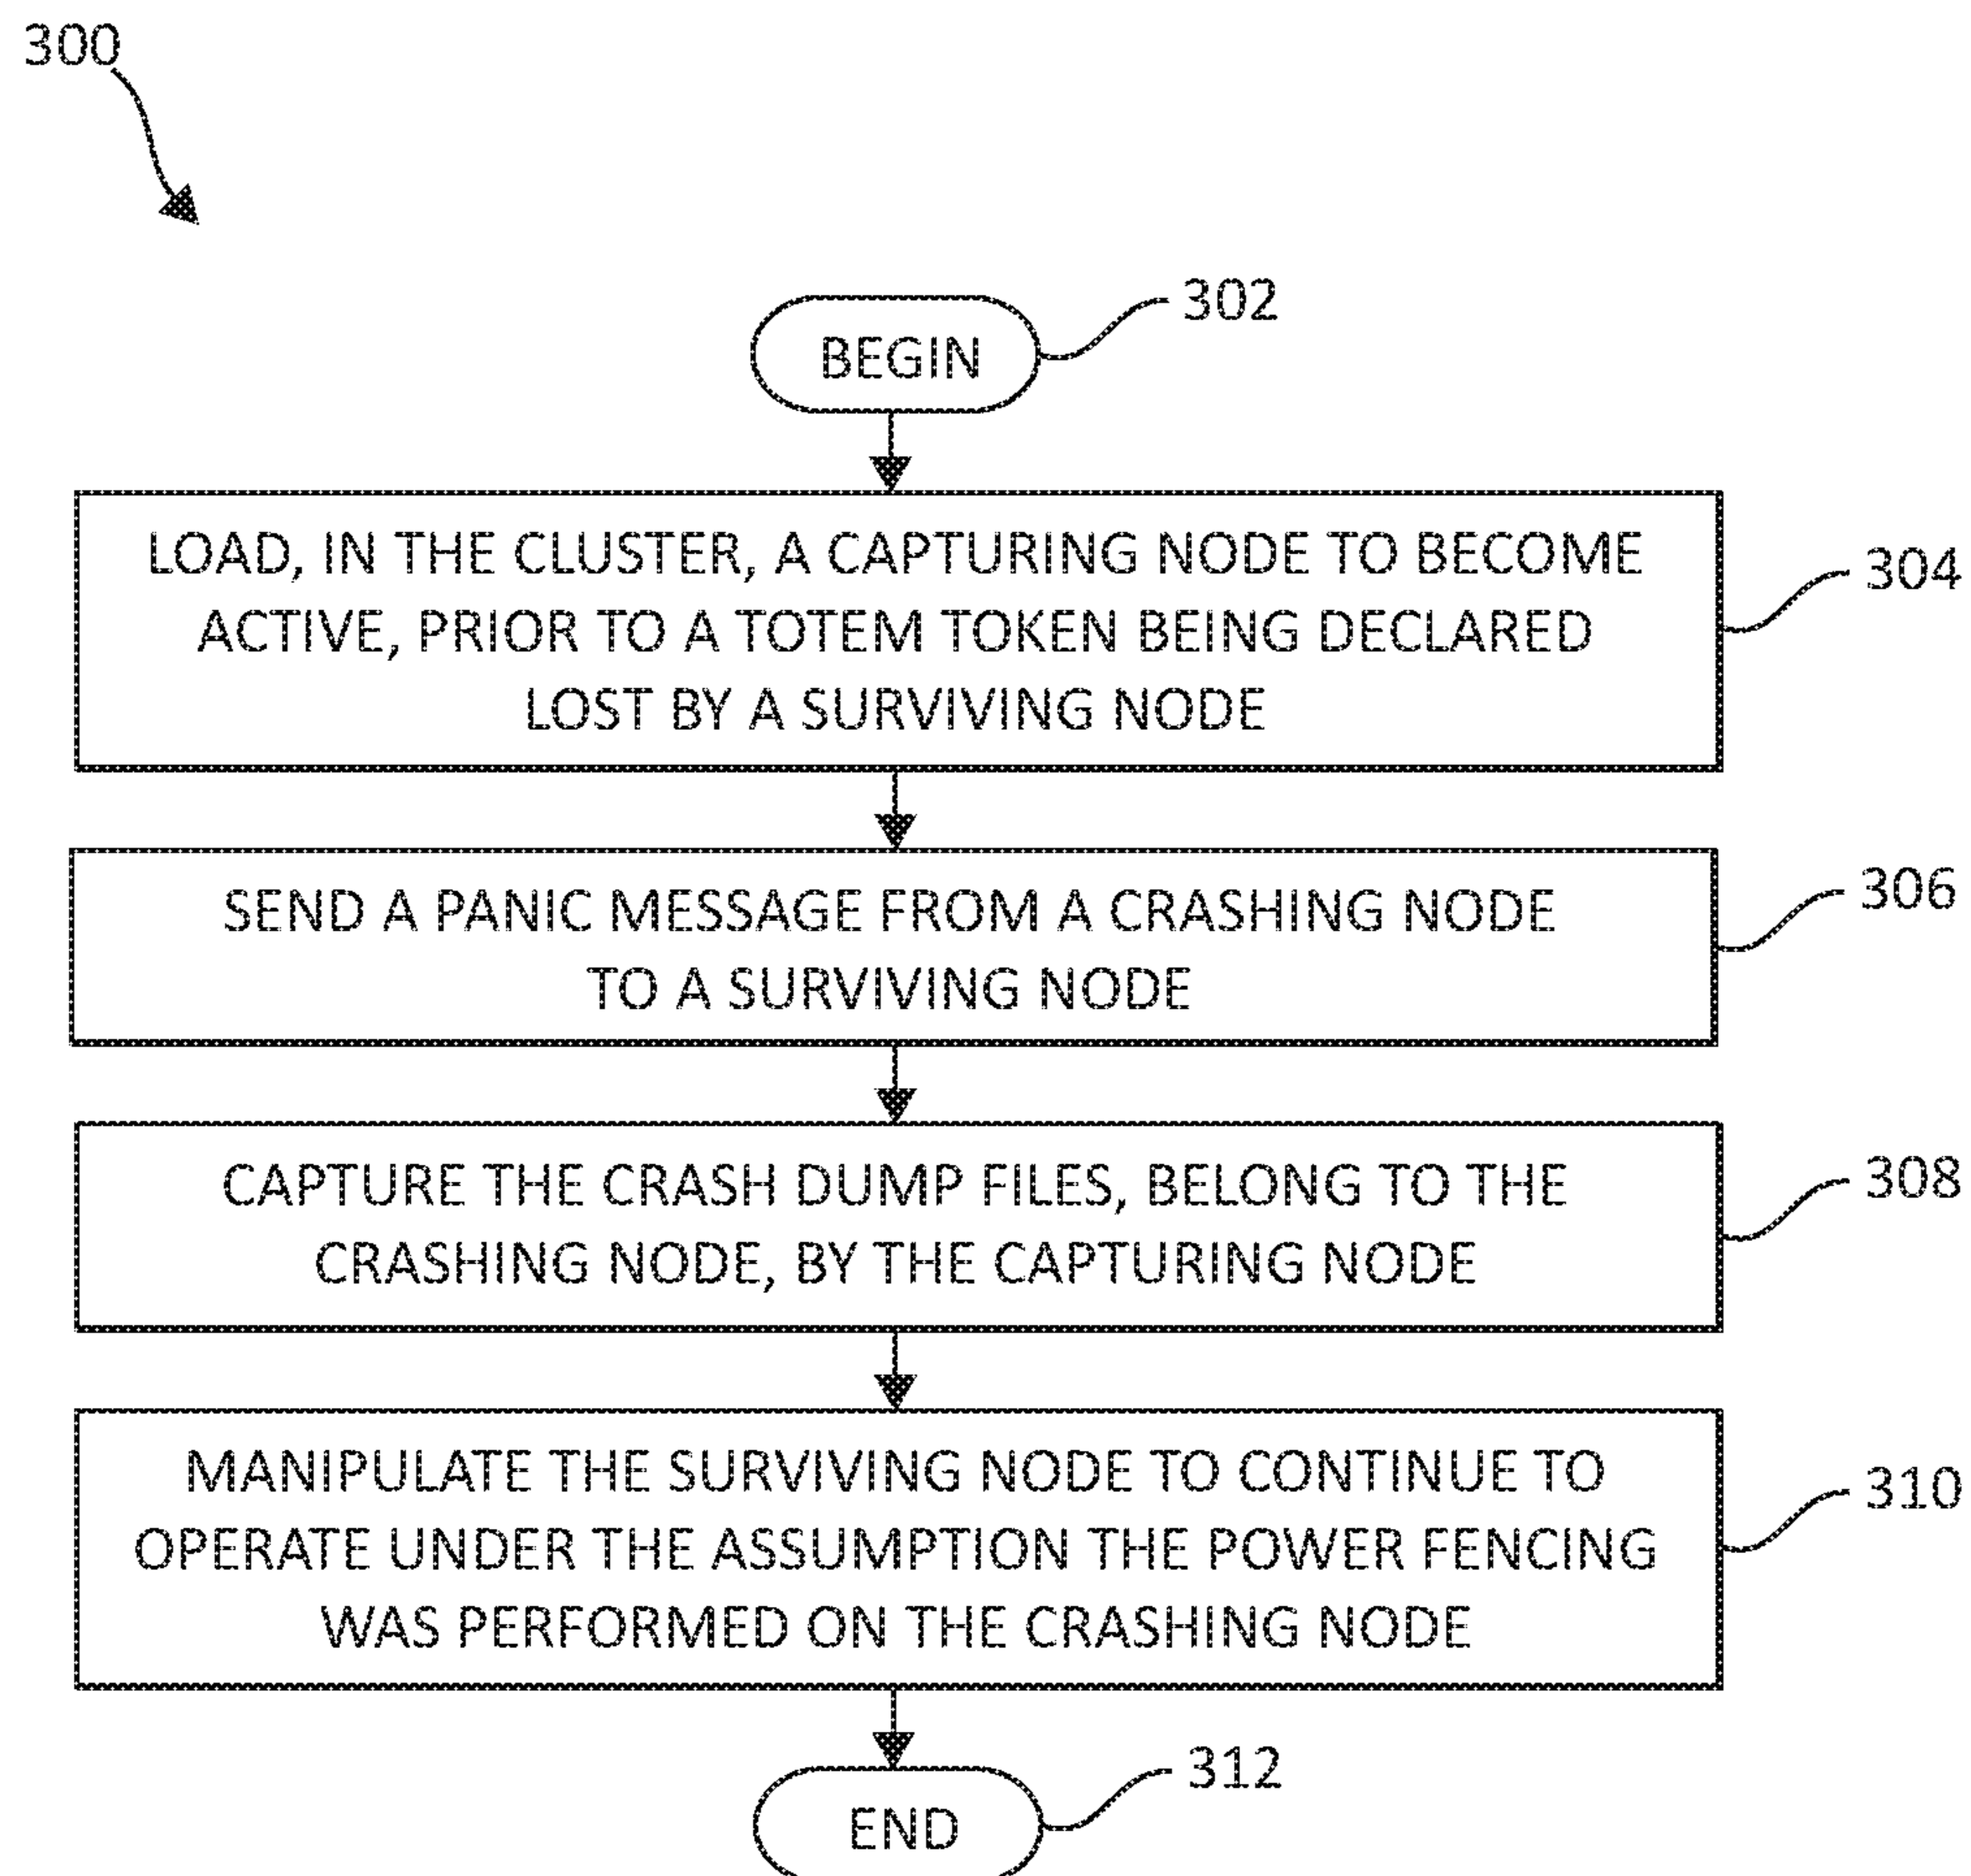 300
302
BEGIN
LOAD, IN THE CLUSTER, A CAPTURING NODE TO BECOME
ACTIVE, PRIOR TO A TOTEM TOKEN BEING DECLARED
LOST BY A SURVIVING NODE
304
SEND A PANIC MESSAGE FROM A CRASHING NODE
TO A SURVIVING NODE
306
CAPTURE THE CRASH DUMP FILES, BELONG TO THE
CRASHING NODE, BY THE CAPTURING NODE
308
MANIPULATE THE SURVIVING NODE TO CONTINUE TO
OPERATE UNDER THE ASSUMPTION THE POWER FENCING
WAS PERFORMED ON THE CRASHING NODE
310
312
END